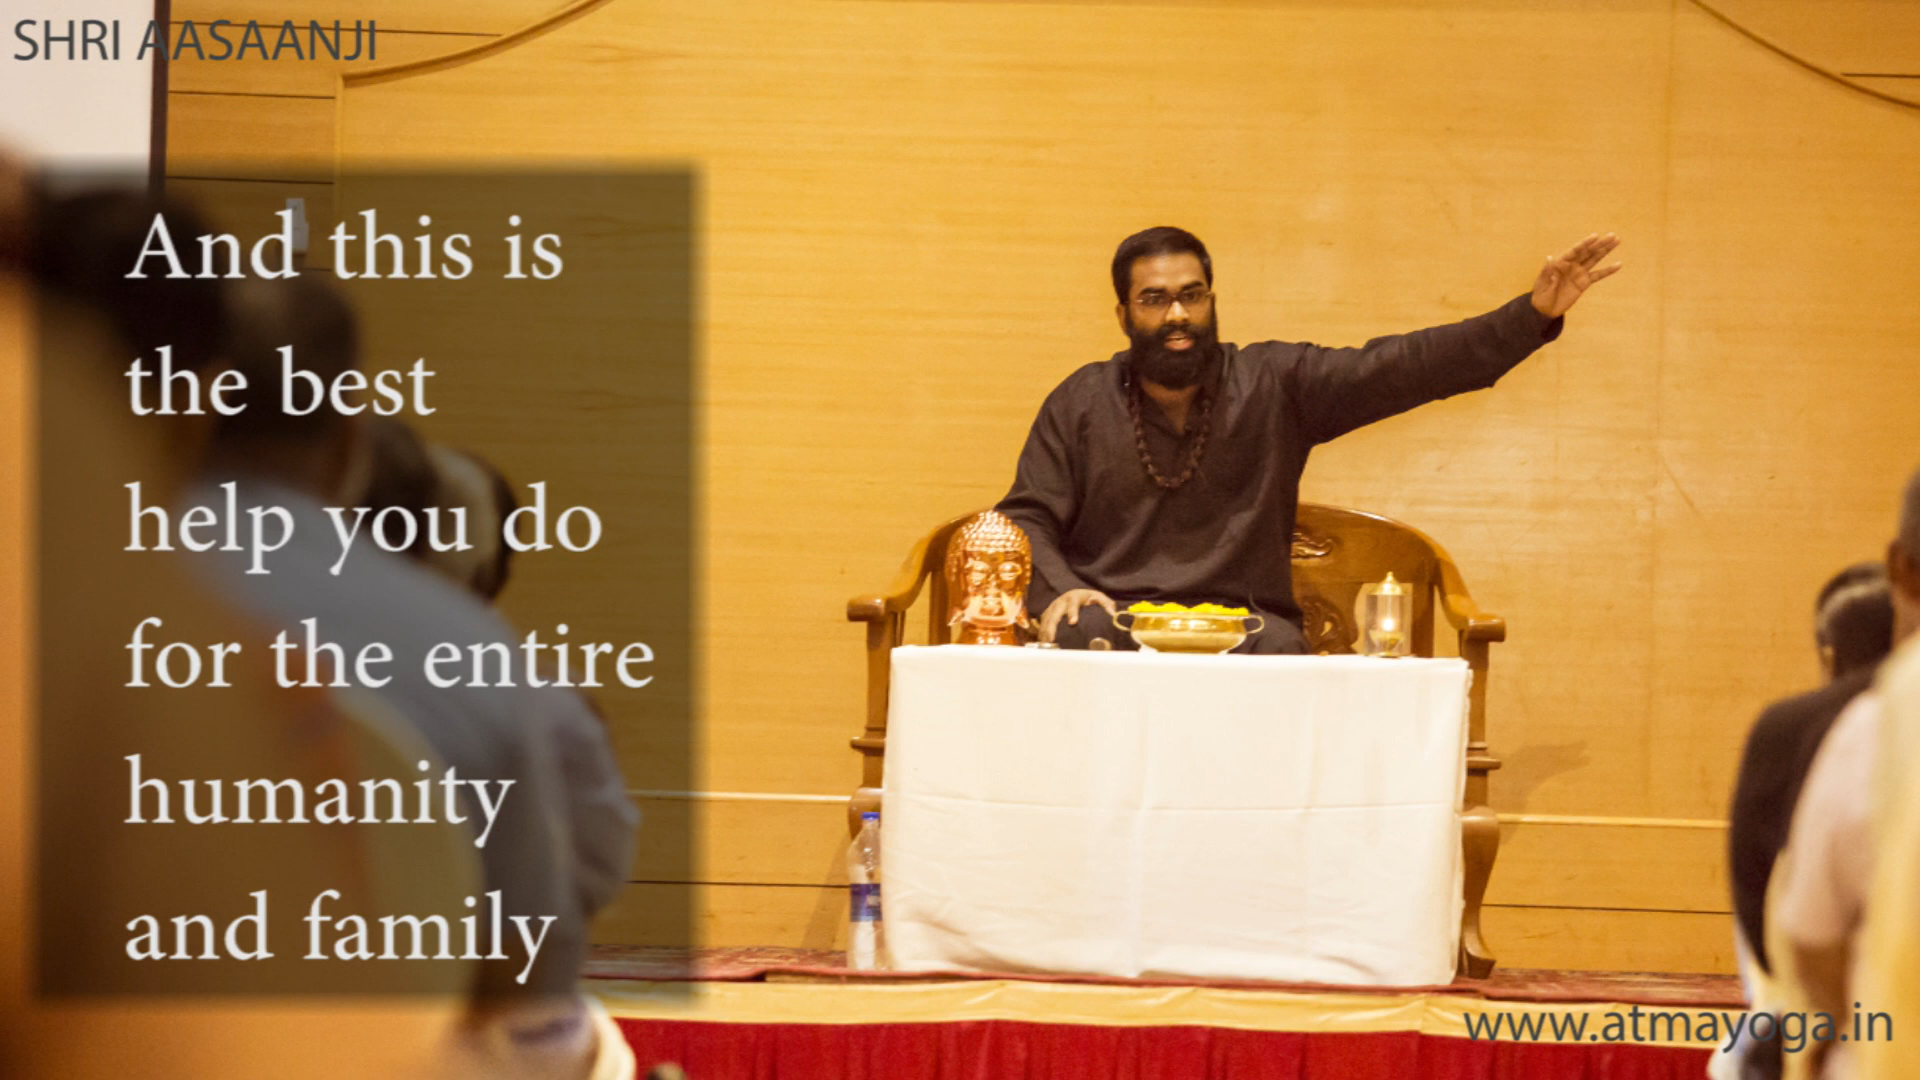 SHRI AASAANJI
And this is
the best
help you do
for the entire
humanity
and family
www.atmayoga.in